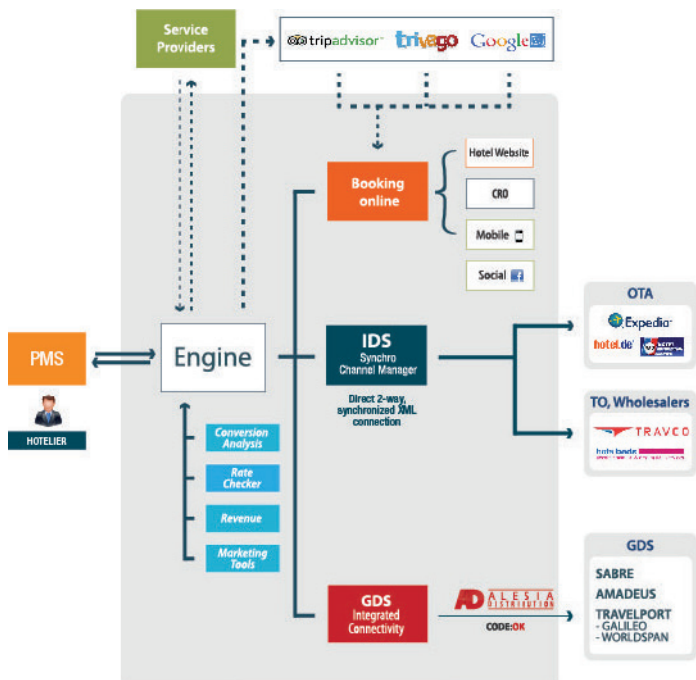 Service
Providers
tripadvisor
trivago
Google
Booking
online
Hotel Website
CRO
Mobile
Social
OTA
Expedia
hotel.de
PMS
HOTELIER
Engine
IDS
Synchro
Channel Manager
Direct 2-way,
synchronized XML
connection
TO, Wholesalers
TRAVCO
Conversion
Analysis
Rate
Checker
Revenue
Marketing
Tools
GDS
Integrated
Connectivity
ALESIA
DISTRIBUTION
CODE:OK
GDS
SABRE
AMADEUS
TRAVELPORT
- GALILEO
- WORLDSPAN